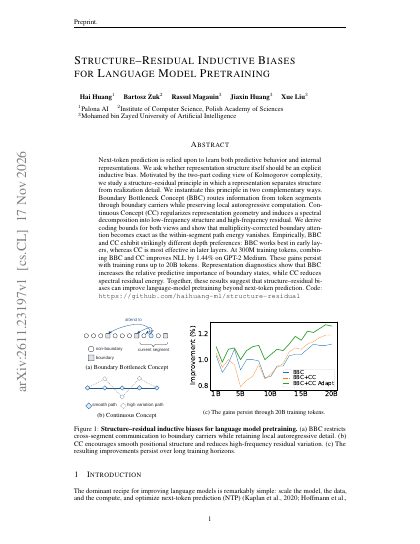 Preprint.
STRUCTURE–RESIDUAL INDUCTIVE BIASES
FOR LANGUAGE MODEL PRETRAINING
Hai Huang¹ Bartosz Żuk² Rassul Magauin³ Jiaxin Huang³ Xue Liu³
¹Palona AI ²Institute of Computer Science, Polish Academy of Sciences
³Mohamed bin Zayed University of Artificial Intelligence
ABSTRACT
Next-token prediction is relied upon to learn both predictive behavior and internal
representations. We ask whether representation structure itself should be an explicit
inductive bias. Motivated by the two-part coding view of Kolmogorov complexity,
we study a structure-residual principle in which a representation separates structure
from realization detail. We instantiate this principle in two complementary ways.
Boundary Bottleneck Concept (BBC) routes information from token segments
through boundary carriers while preserving local autoregressive computation. Con-
tinuous Concept (CC) regularizes representation geometry and induces a spectral
decomposition into low-frequency structure and high-frequency residual. We derive
coding bounds for both views and show that multiplicity-corrected boundary atten-
tion becomes exact as the within-segment path energy vanishes. Empirically, BBC
and CC exhibit strikingly different depth preferences: BBC works best in early lay-
ers, whereas CC is most effective in later layers. At 300M training tokens, combin-
ing BBC and CC improves NLL by 1.44% on GPT-2 Medium. These gains persist
with training runs up to 20B tokens. Representation diagnostics show that BBC
increases the relative predictive importance of boundary states, while CC reduces
spectral residual energy. Together, these results suggest that structure-residual bi-
ases can improve language-model pretraining beyond next-token prediction. Code:
https://github.com/haihuang-ml/structure-residual
arXiv:2611.23197v1 [cs.CL] 17 Nov 2026
attend to
non-boundary
boundary
current segment
(a) Boundary Bottleneck Concept
smooth path high variation path
(b) Continuous Concept
Improvement (%)
1.2
1.0
0.8
BBC
BBC+CC
BBC+CC Adapt
1B 5B 10B 15B 20B
(c) The gains persist through 20B training tokens.
Figure 1: Structure–residual inductive biases for language model pretraining. (a) BBC restricts
cross-segment communication to boundary carriers while retaining local autoregressive detail. (b)
CC encourages smooth positional structure and reduces high-frequency residual variation. (c) The
resulting improvements persist over long training horizons.
1 INTRODUCTION
The dominant recipe for improving language models is remarkably simple: scale the model, the data,
and the compute, and optimize next-token prediction (NTP) (Kaplan et al., 2020; Hoffmann et al.,
1